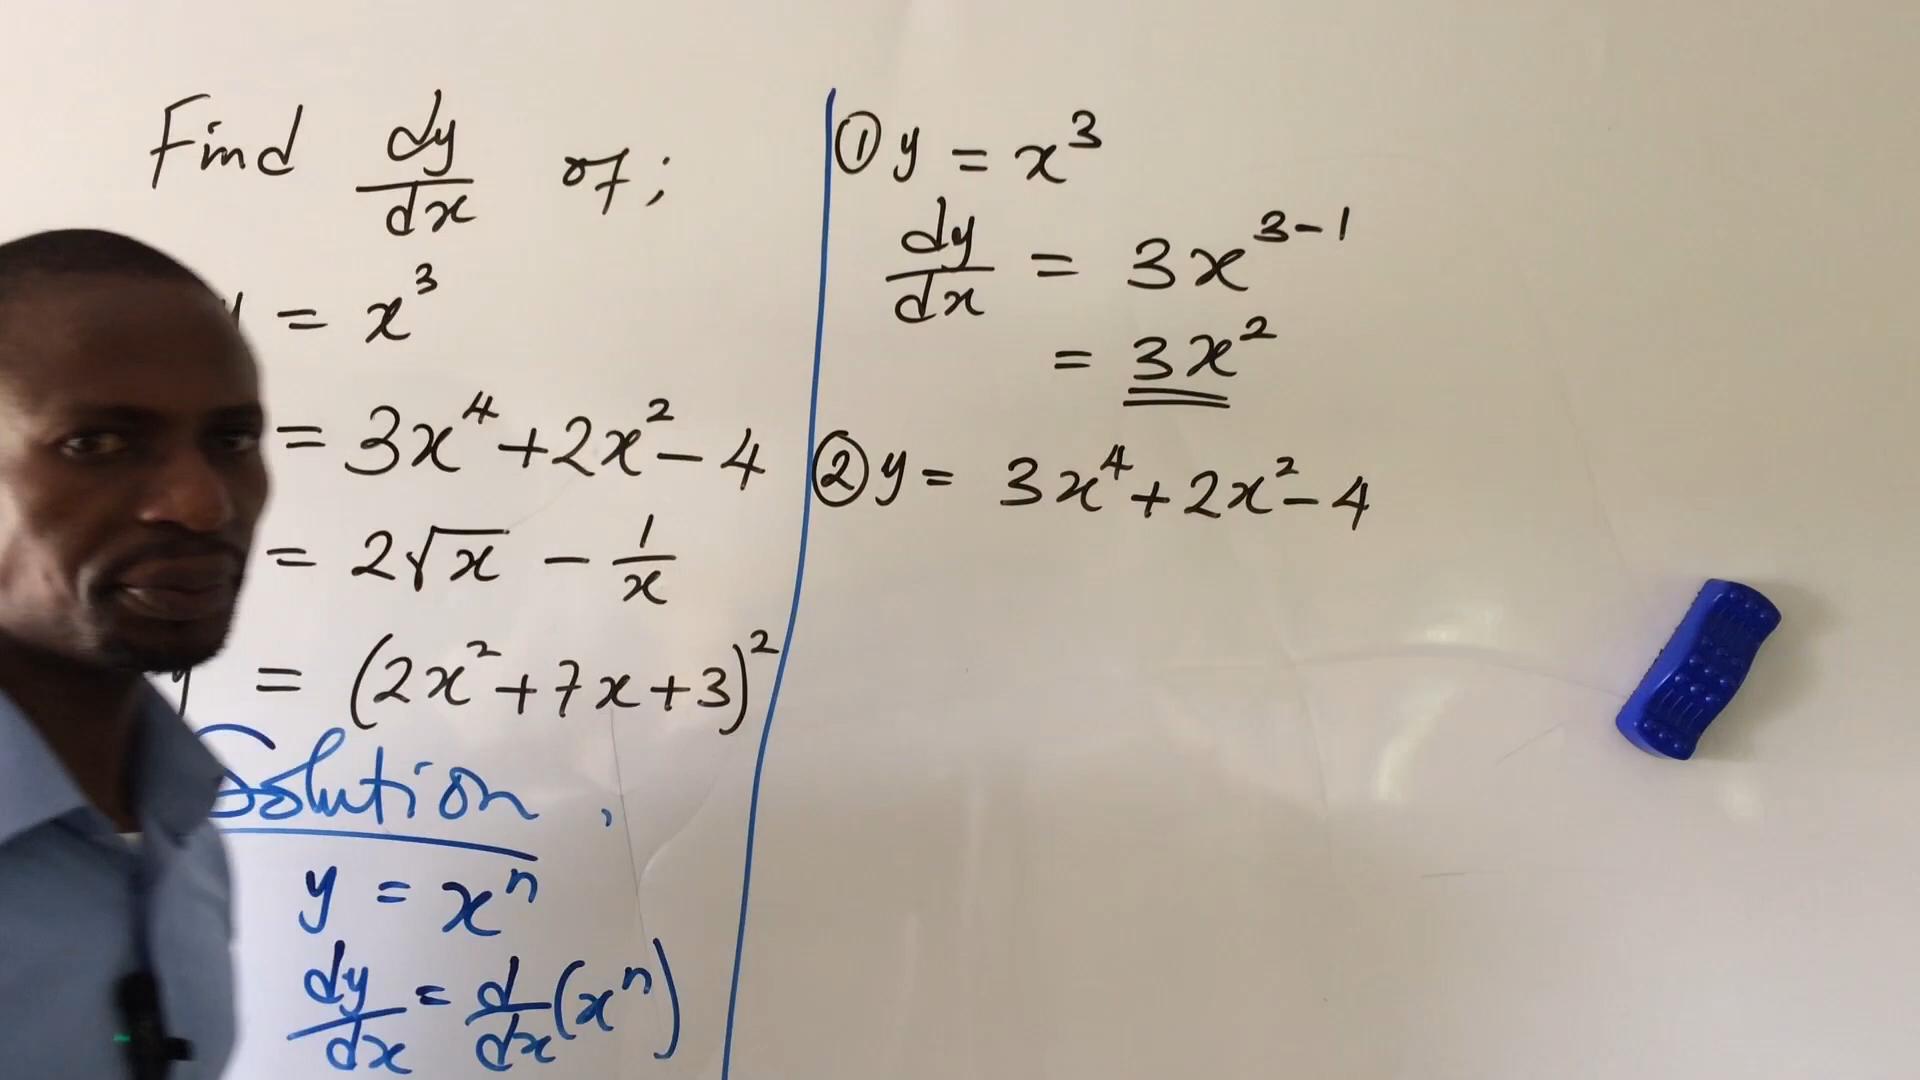 Find dy/dx of;
y = x³
= 3x⁴ + 2x² - 4
= 2√x - 1/x
y = (2x² + 7x + 3)²
Solution.
y = xⁿ
dy/dx = d/dx (xⁿ)
① y = x³
dy/dx = 3x³⁻¹
= 3x²
② y = 3x⁴ + 2x² - 4